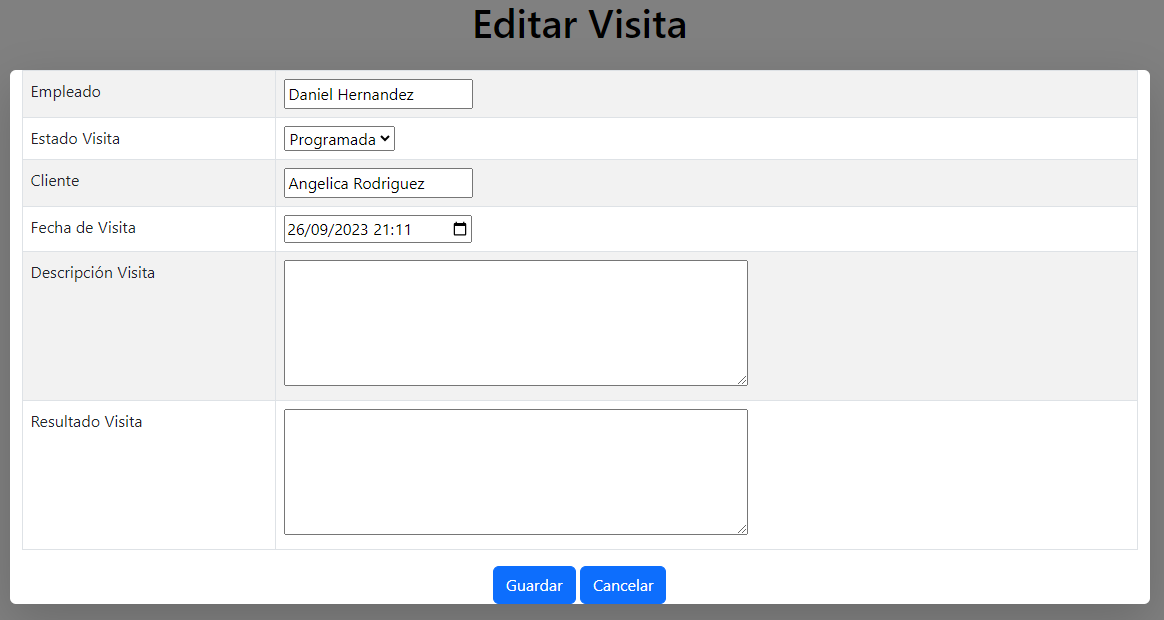 Editar Visita
Empleado Daniel Hernandez
Estado Visita Programada
Cliente Angelica Rodriguez
Fecha de Visita 26/09/2023 21:11
Descripción Visita
Resultado Visita
Guardar Cancelar